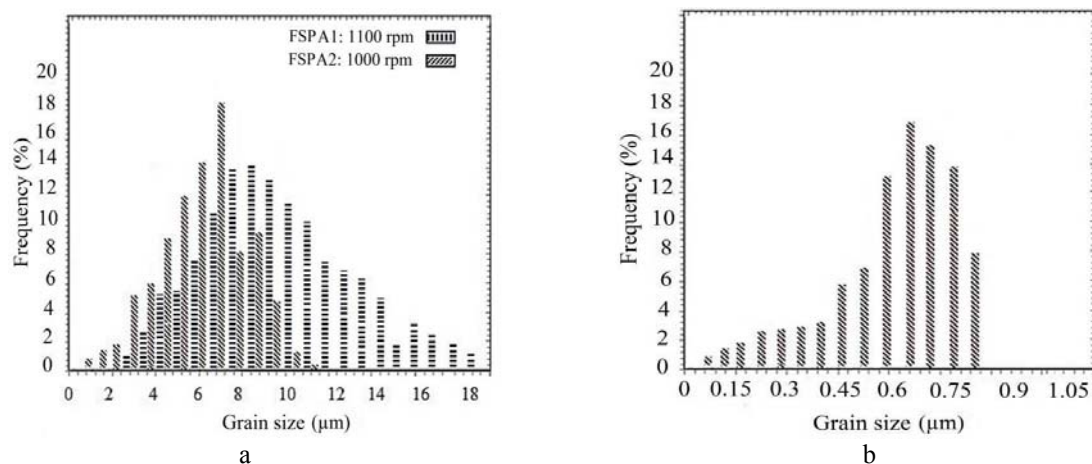 FSPA1: 1100 rpm
FSPA2: 1000 rpm
20
18
16
14
12
10
8
6
4
2
0
Frequency (%)
0 2 4 6 8 10 12 14 16 18
Grain size (μm)
a
20
18
16
14
12
10
8
6
4
2
0
Frequency (%)
0 0.15 0.3 0.45 0.6 0.75 0.9 1.05
Grain size (μm)
b